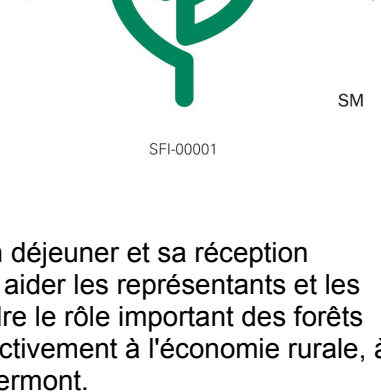 SM
SFI-00001
déjeuner et sa réception
aider les représentants et les
le rôle important des forêts
à l'économie rurale, à